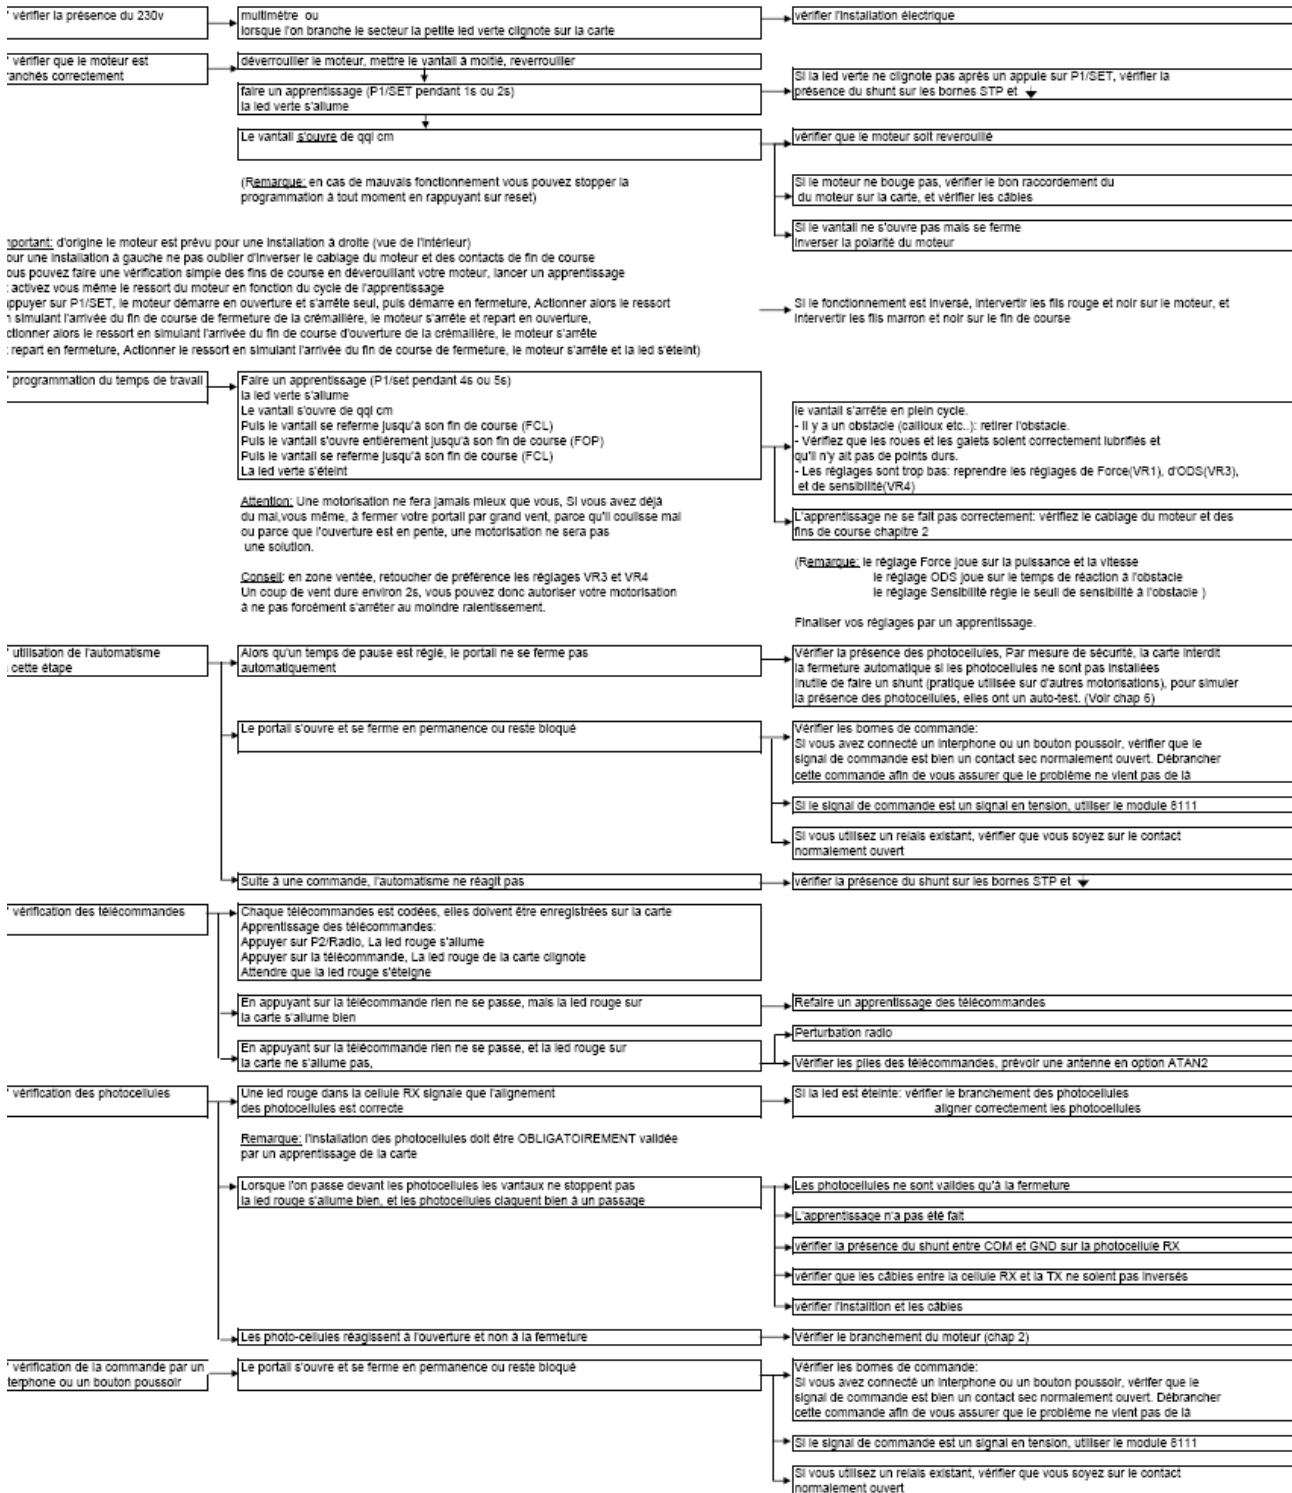 ° vérifier la présence du 230v
multimètre ou
lorsque l'on branche le secteur la petite led verte clignote sur la carte
vérifier l'installation électrique
° vérifier que le moteur est
ranchés correctement
déverrouiller le moteur, mettre le vantail à moitié, reverrouiller
faire un apprentissage (P1/SET pendant 1s ou 2s)
la led verte s'allume
Si la led verte ne clignote pas après un appuie sur P1/SET, vérifier la
présence du shunt sur les bornes STP et
Le vantail s'ouvre de qql cm
vérifier que le moteur soit reverouillé
(Remarque: en cas de mauvais fonctionnement vous pouvez stopper la
programmation à tout moment en rappuyant sur reset)
Si le moteur ne bouge pas, vérifier le bon raccordement du
du moteur sur la carte, et vérifier les câbles
Si le vantail ne s'ouvre pas mais se ferme
inverser la polarité du moteur
mportant: d'origine le moteur est prévu pour une installation à droite (vue de l'intérieur)
our une installation à gauche ne pas oublier d'inverser le cablage du moteur et des contacts de fin de course
ous pouvez faire une vérification simple des fins de course en déverouillant votre moteur, lancer un apprentissage
t activez vous même le ressort du moteur en fonction du cycle de l'apprentissage
ppuyer sur P1/SET, le moteur démarre en ouverture et s'arrête seul, puis démarre en fermeture, Actionner alors le ressort
n simulant l'arrivée du fin de course de fermeture de la crémaillère, le moteur s'arrête et repart en ouverture,
ctionner alors le ressort en simulant l'arrivée du fin de course d'ouverture de la crémaillère, le moteur s'arrête
t repart en fermeture, Actionner le ressort en simulant l'arrivée du fin de course de fermeture, le moteur s'arrête et la led s'éteint)
Si le fonctionnement est inversé, intervertir les fils rouge et noir sur le moteur, et
intervertir les fils marron et noir sur le fin de course
° programmation du temps de travail
Faire un apprentissage (P1/set pendant 4s ou 5s)
la led verte s'allume
Le vantail s'ouvre de qql cm
Puis le vantail se referme jusqu'à son fin de course (FCL)
Puis le vantail s'ouvre entièrement jusqu'à son fin de course (FOP)
Puis le vantail se referme jusqu'à son fin de course (FCL)
La led verte s'éteint
le vantail s'arrête en plein cycle.
- Il y a un obstacle (cailloux etc..): retirer l'obstacle.
- Vérifiez que les roues et les galets soient correctement lubrifiés et
qu'il n'y ait pas de points durs.
- Les réglages sont trop bas: reprendre les réglages de Force(VR1), d'ODS(VR3),
et de sensibilité(VR4)
Attention: Une motorisation ne fera jamais mieux que vous, Si vous avez déjà
du mal,vous même, à fermer votre portail par grand vent, parce qu'il coulisse mal
ou parce que l'ouverture est en pente, une motorisation ne sera pas
une solution.
L'apprentissage ne se fait pas correctement: vérifiez le cablage du moteur et des
fins de course chapitre 2
Conseil: en zone ventée, retoucher de préférence les réglages VR3 et VR4
Un coup de vent dure environ 2s, vous pouvez donc autoriser votre motorisation
à ne pas forcément s'arrêter au moindre ralentissement.
(Remarque: le réglage Force joue sur la puissance et la vitesse
le réglage ODS joue sur le temps de réaction à l'obstacle
le réglage Sensibilité règle le seuil de sensibilité à l'obstacle )
Finaliser vos réglages par un apprentissage.
° utilisation de l'automatisme
à cette étape
Alors qu'un temps de pause est réglé, le portail ne se ferme pas
automatiquement
Vérifier la présence des photocellules, Par mesure de sécurité, la carte interdit
la fermeture automatique si les photocellules ne sont pas installées
inutile de faire un shunt (pratique utilisée sur d'autres motorisations), pour simuler
la présence des photocellules, elles ont un auto-test. (Voir chap 6)
Le portail s'ouvre et se ferme en permanence ou reste bloqué
Vérifier les bornes de commande:
Si vous avez connecté un interphone ou un bouton poussoir, vérifier que le
signal de commande est bien un contact sec normalement ouvert. Débrancher
cette commande afin de vous assurer que le problème ne vient pas de là
Si le signal de commande est un signal en tension, utiliser le module 8111
Si vous utilisez un relais existant, vérifier que vous soyez sur le contact
normalement ouvert
Suite à une commande, l'automatisme ne réagit pas
vérifier la présence du shunt sur les bornes STP et
° vérification des télécommandes
Chaque télécommandes est codées, elles doivent être enregistrées sur la carte
Apprentissage des télécommandes:
Appuyer sur P2/Radio, La led rouge s'allume
Appuyer sur la télécommande, La led rouge de la carte clignote
Attendre que la led rouge s'éteigne
En appuyant sur la télécommande rien ne se passe, mais la led rouge sur
la carte s'allume bien
Refaire un apprentissage des télécommandes
En appuyant sur la télécommande rien ne se passe, et la led rouge sur
la carte ne s'allume pas,
Perturbation radio
Vérifier les piles des télécommandes, prévoir une antenne en option ATAN2
° vérification des photocellules
Une led rouge dans la cellule RX signale que l'alignement
des photocellules est correcte
Si la led est éteinte: vérifier le branchement des photocellules
aligner correctement les photocellules
Remarque: l'installation des photocellules doit être OBLIGATOIREMENT validée
par un apprentissage de la carte
Lorsque l'on passe devant les photocellules les vantaux ne stoppent pas
la led rouge s'allume bien, et les photocellules claquent bien à un passage
Les photocellules ne sont valides qu'à la fermeture
L'apprentissage n'a pas été fait
vérifier la présence du shunt entre COM et GND sur la photocellule RX
vérifier que les câbles entre la cellule RX et la TX ne soient pas inversés
vérifier l'instalition et les câbles
Les photo-cellules réagissent à l'ouverture et non à la fermeture
Vérifier le branchement du moteur (chap 2)
° vérification de la commande par un
terphone ou un bouton poussoir
Le portail s'ouvre et se ferme en permanence ou reste bloqué
Vérifier les bornes de commande:
Si vous avez connecté un interphone ou un bouton poussoir, vérifer que le
signal de commande est bien un contact sec normalement ouvert. Débrancher
cette commande afin de vous assurer que le problème ne vient pas de là
Si le signal de commande est un signal en tension, utiliser le module 8111
Si vous utilisez un relais existant, vérifier que vous soyez sur le contact
normalement ouvert